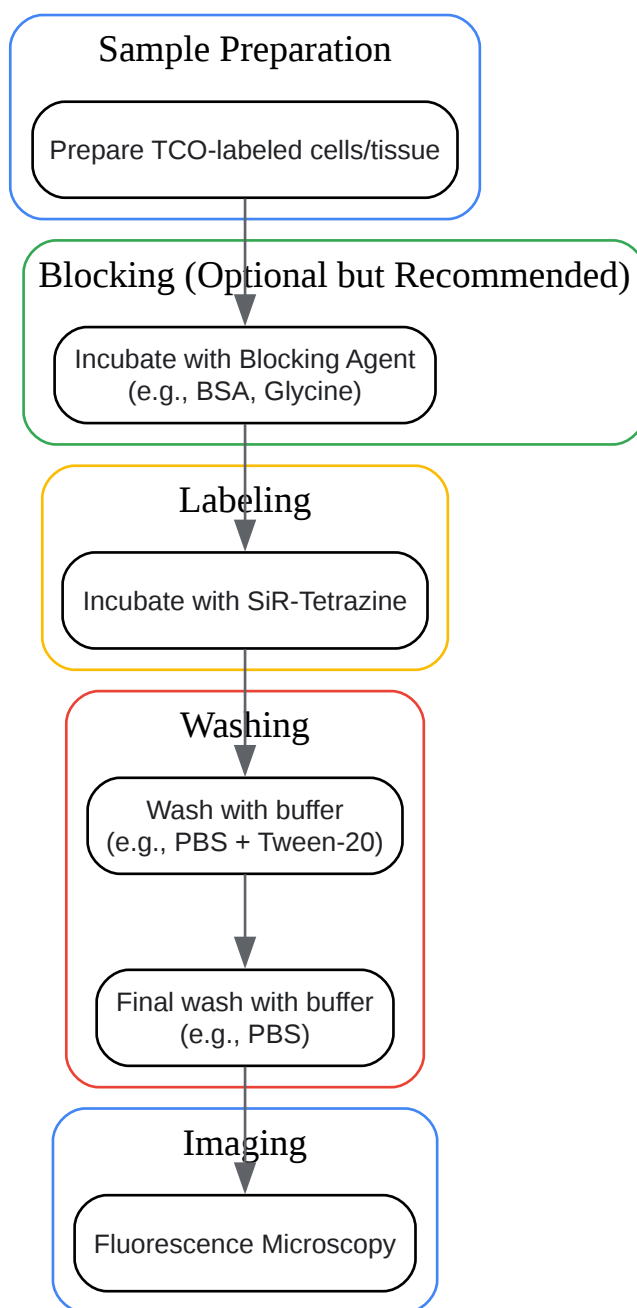 Sample Preparation
Prepare TCO-labeled cells/tissue
Blocking (Optional but Recommended)
Incubate with Blocking Agent
(e.g., BSA, Glycine)
Labeling
Incubate with SiR-Tetrazine
Washing
Wash with buffer
(e.g., PBS + Tween-20)
Final wash with buffer
(e.g., PBS)
Imaging
Fluorescence Microscopy